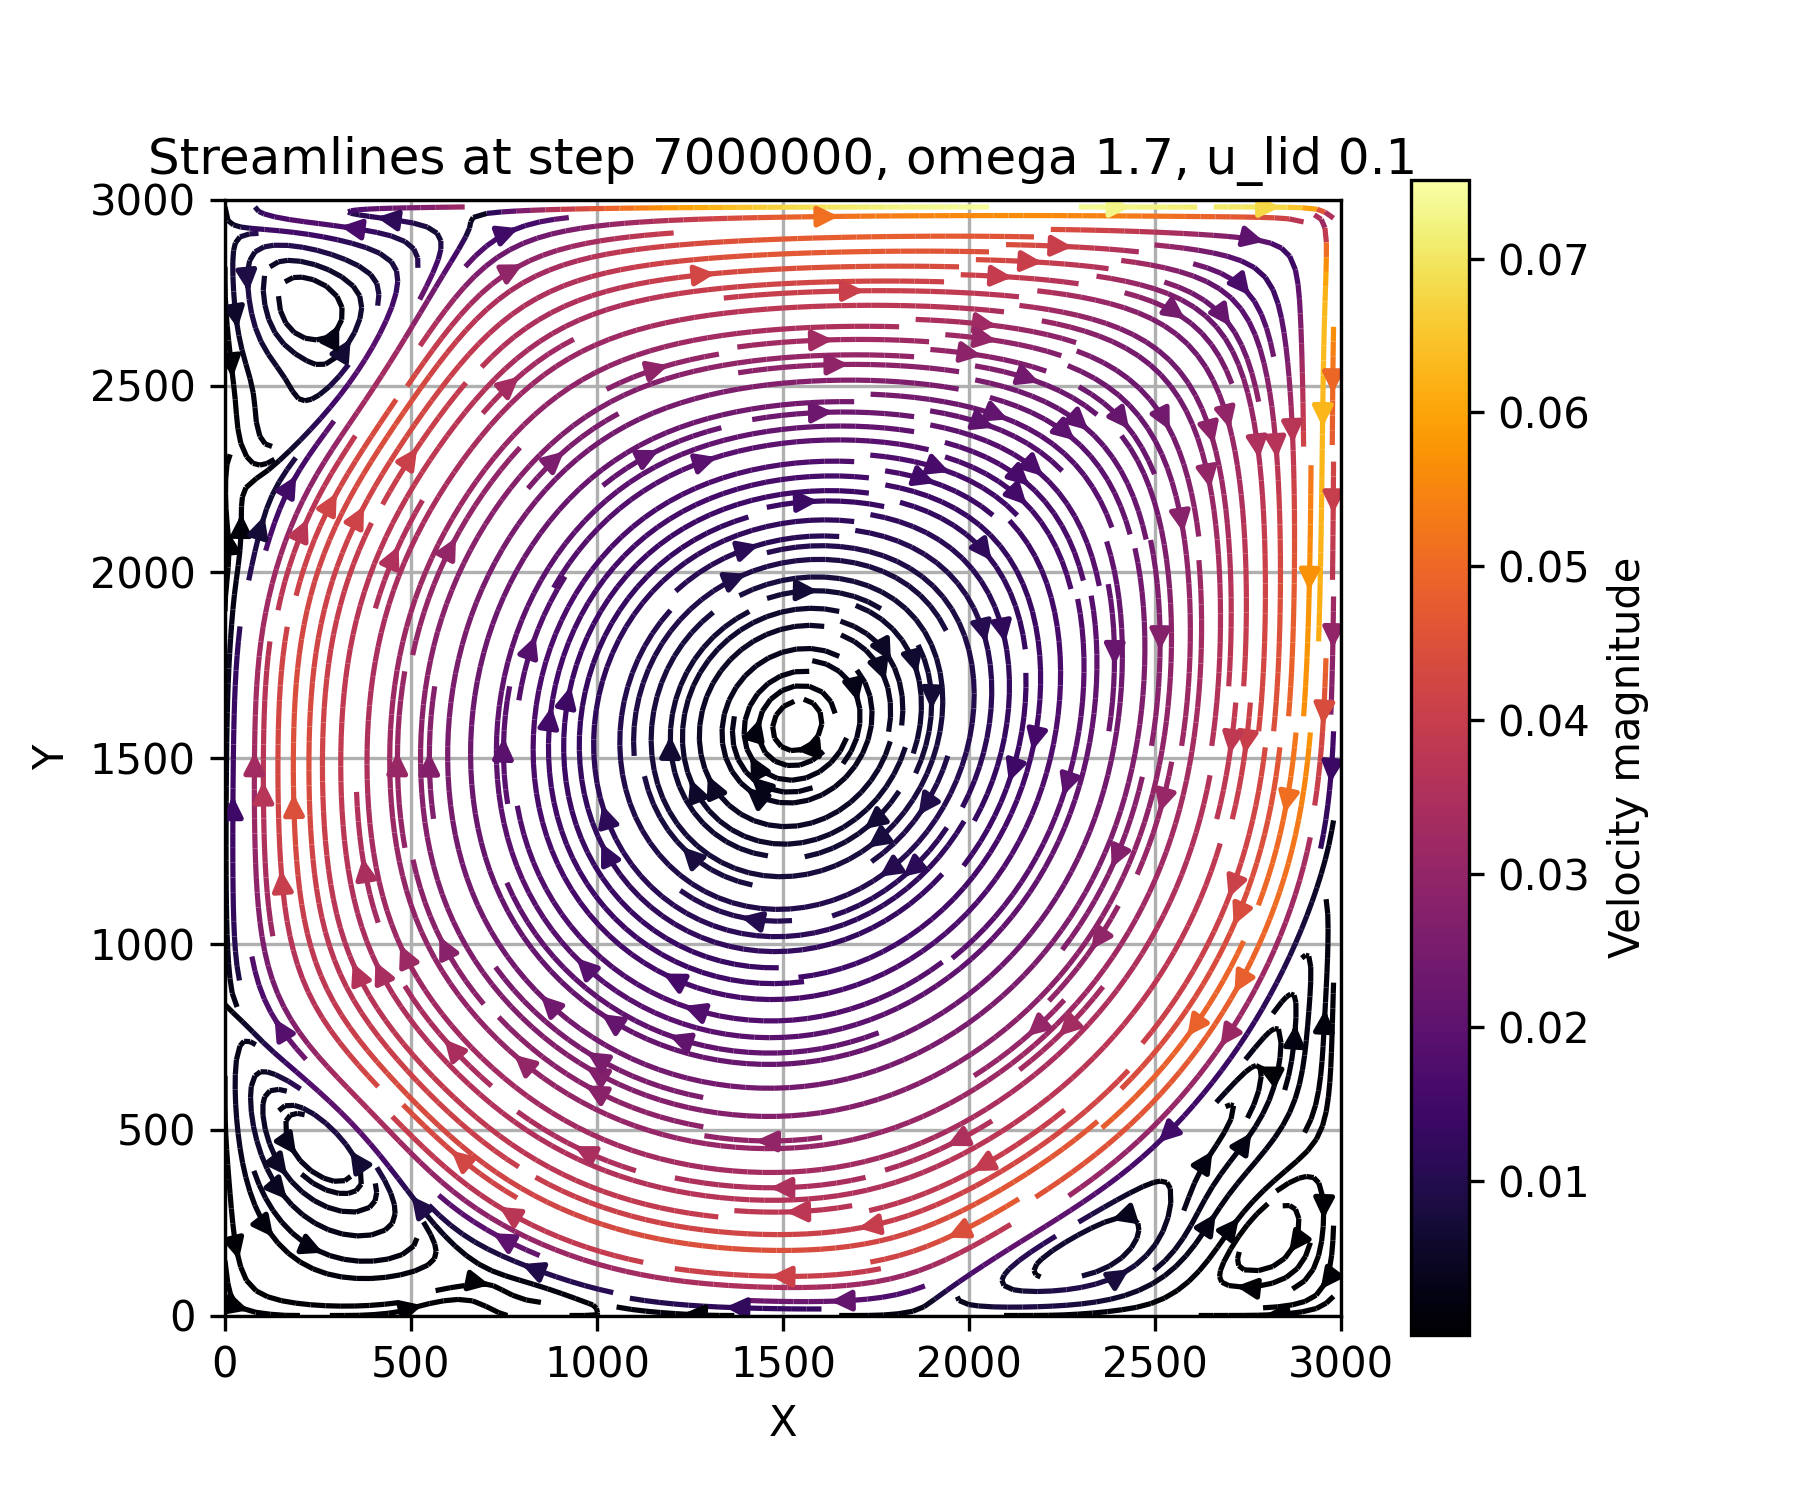 Streamlines at step 7000000, omega 1.7, u_lid 0.1
3000
2500
2000
1500
1000
500
0
Y
0 500 1000 1500 2000 2500 3000
X
0.07
0.06
0.05
0.04
0.03
0.02
0.01
Velocity magnitude